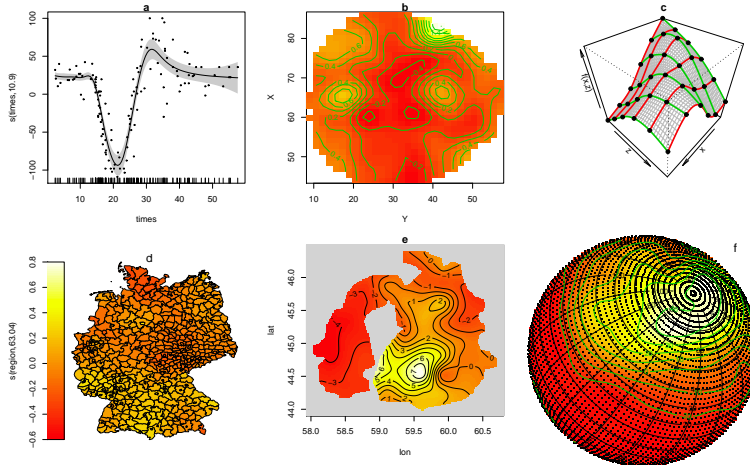 a
s(times,10.9)
100
50
0
−50
−100
10
20
30
40
50
times
b
X
80
70
60
50
10
20
30
40
50
Y
c
f(x,z)
z
x
d
s(region,63.04)
0.8
0.6
0.4
0.2
0.0
−0.2
−0.4
−0.6
e
lat
46.0
45.5
45.0
44.5
44.0
58.0
58.5
59.0
59.5
60.0
60.5
lon
f